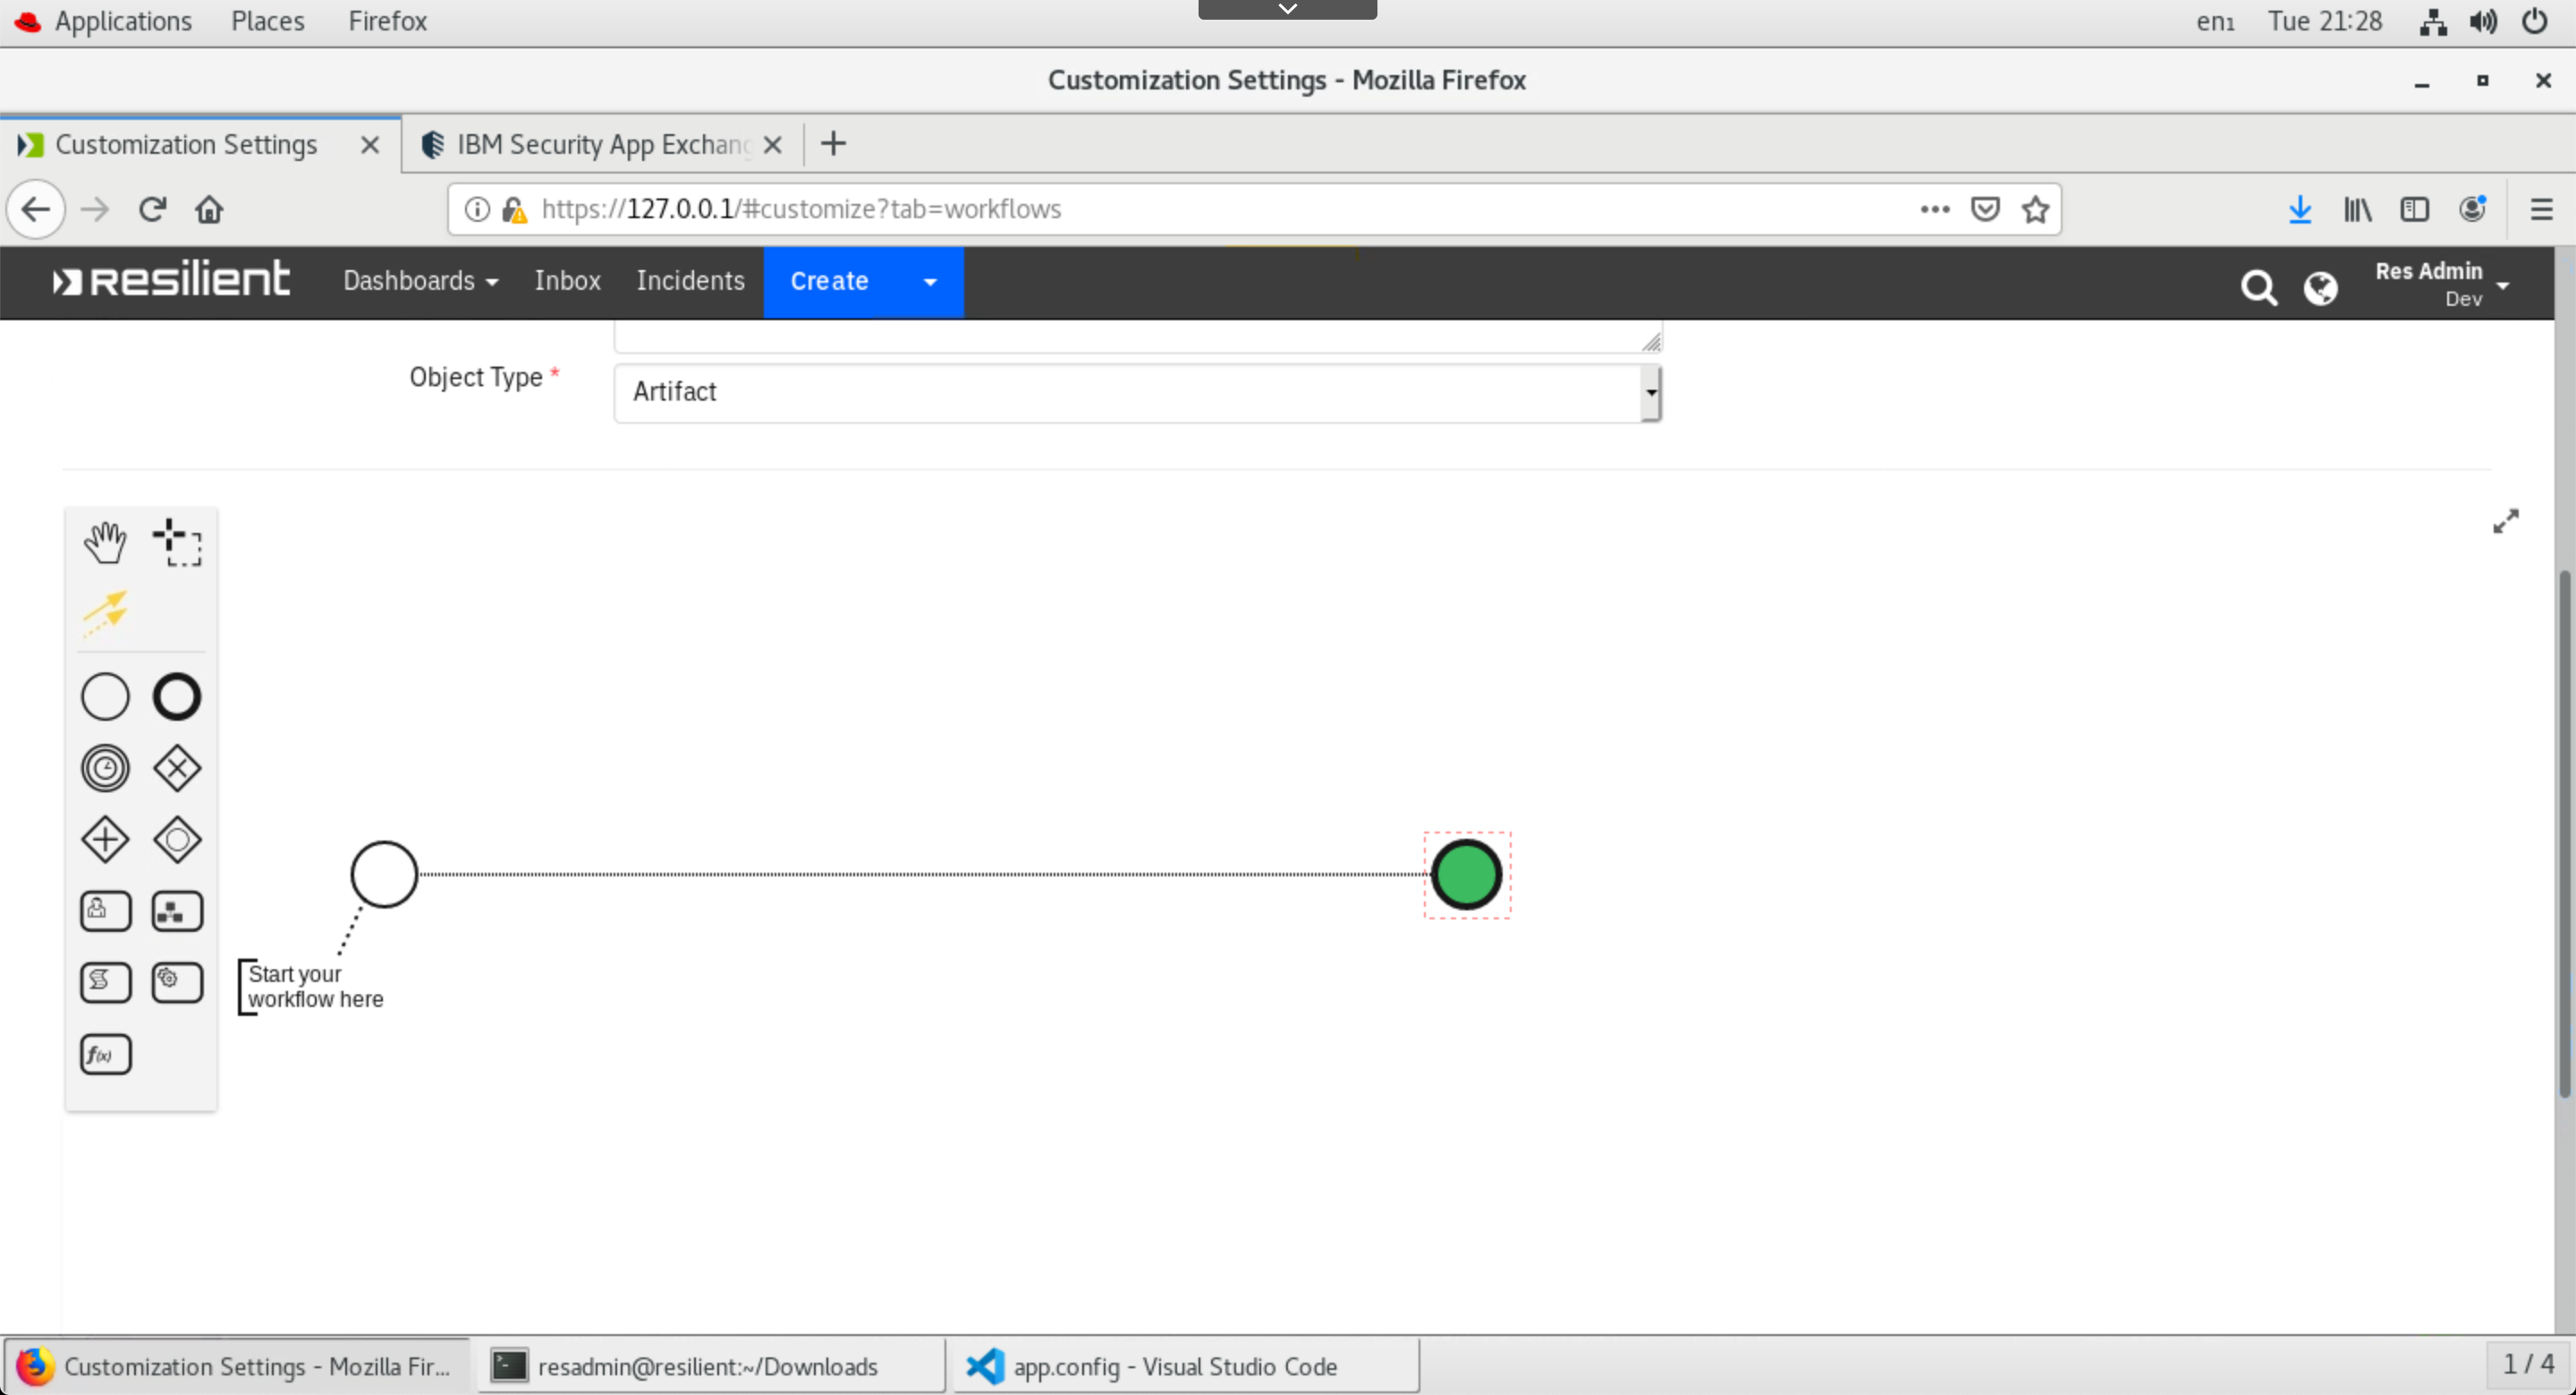 Applications Places Firefox en1 Tue 21:28
Customization Settings - Mozilla Firefox
Customization Settings IBM Security App Exchang
https://127.0.0.1/#customize?tab=workflows
resilient Dashboards Inbox Incidents Create Res Admin
Dev
Object Type *
Artifact
Start your
workflow here
f(x)
Customization Settings - Mozilla Fir... resadmin@resilient:~/Downloads app.config - Visual Studio Code 1 / 4